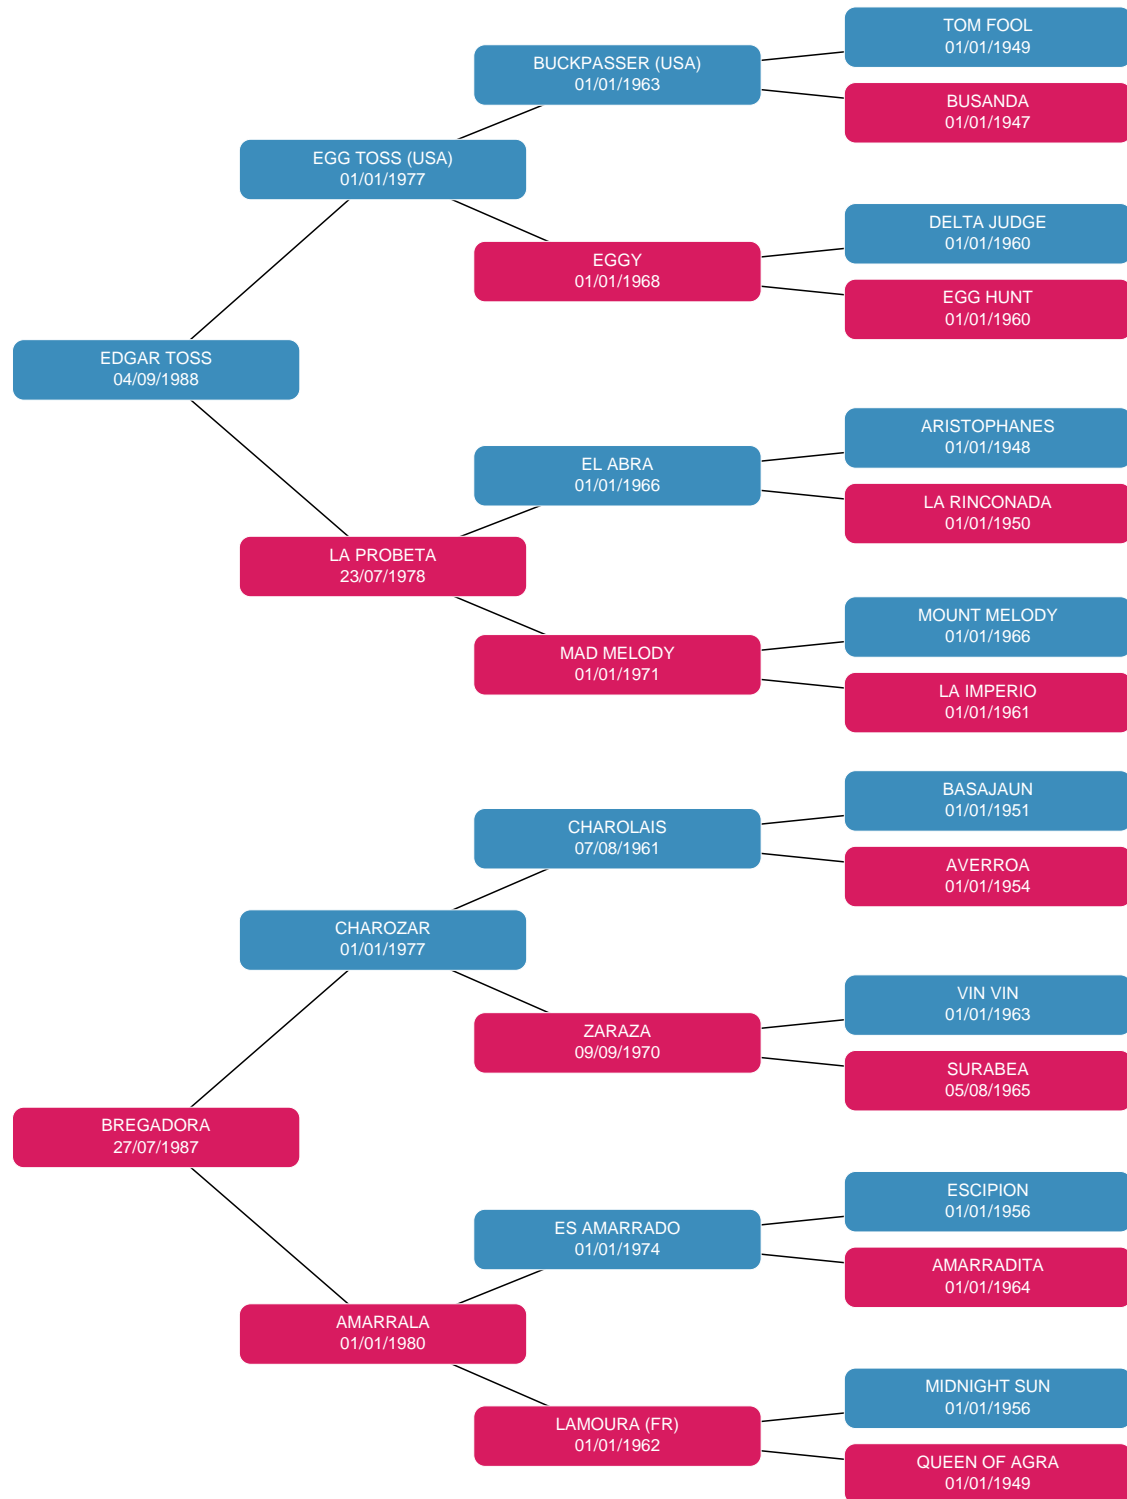 TOM FOOL
01/01/1949
BUCKPASSER (USA)
01/01/1963
BUSANDA
01/01/1947
EGG TOSS (USA)
01/01/1977
DELTA JUDGE
01/01/1960
EGGY
01/01/1968
EGG HUNT
01/01/1960
EDGAR TOSS
04/09/1988
ARISTOPHANES
01/01/1948
EL ABRA
01/01/1966
LA RINCONADA
01/01/1950
LA PROBETA
23/07/1978
MOUNT MELODY
01/01/1966
MAD MELODY
01/01/1971
LA IMPERIO
01/01/1961
BASAJAUN
01/01/1951
CHAROLAIS
07/08/1961
AVERROA
01/01/1954
CHAROZAR
01/01/1977
VIN VIN
01/01/1963
ZARAZA
09/09/1970
SURABEA
05/08/1965
BREGADORA
27/07/1987
ESCIPION
01/01/1956
ES AMARRADO
01/01/1974
AMARRADITA
01/01/1964
AMARRALA
01/01/1980
MIDNIGHT SUN
01/01/1956
LAMOURA (FR)
01/01/1962
QUEEN OF AGRA
01/01/1949